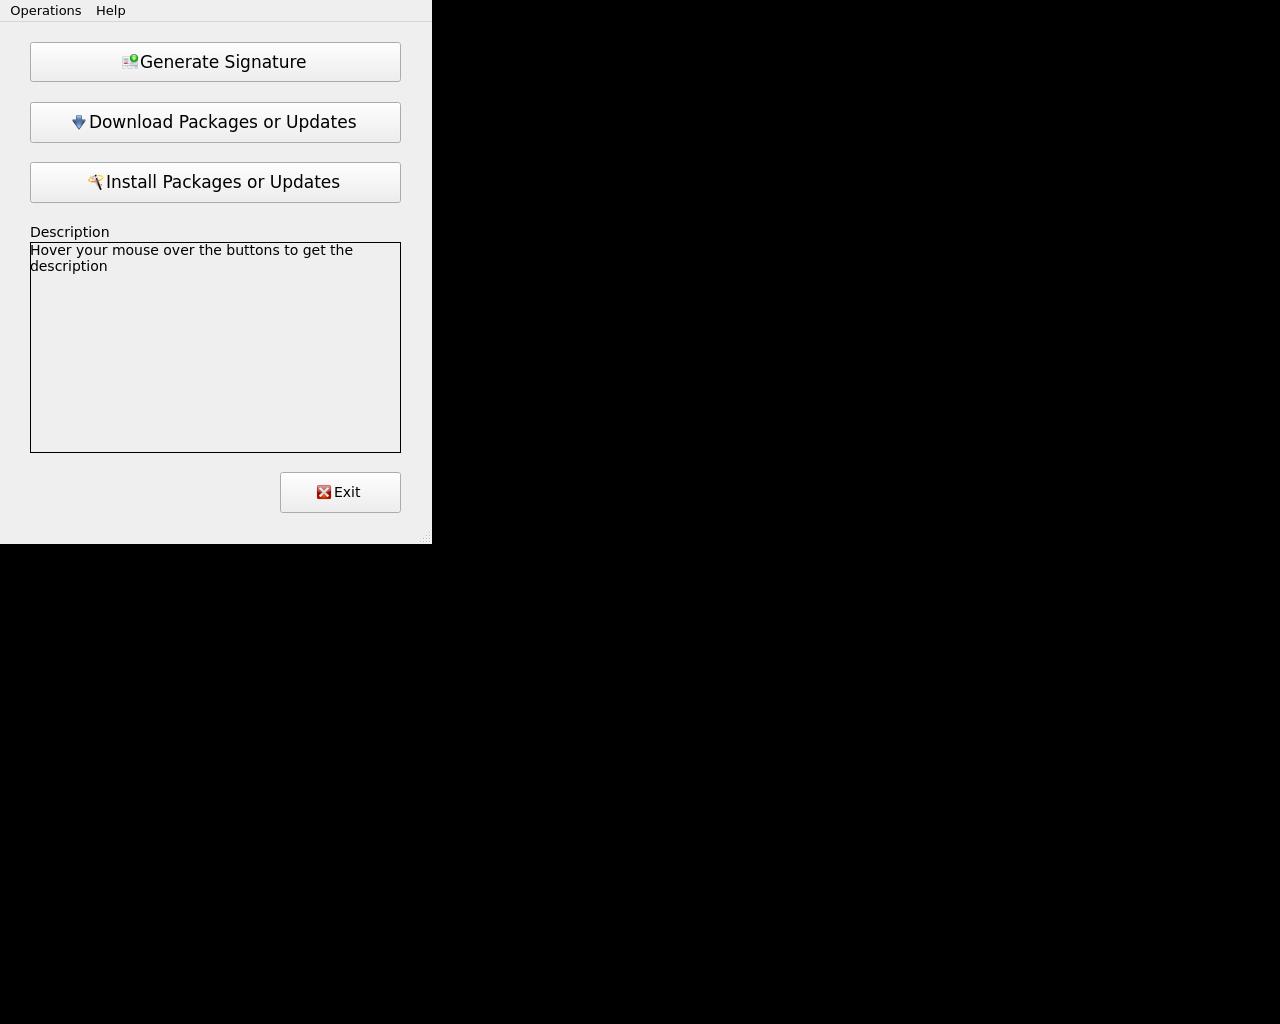 Operations Help
Generate Signature
Download Packages or Updates
Install Packages or Updates
Description
Hover your mouse over the buttons to get the
description
Exit